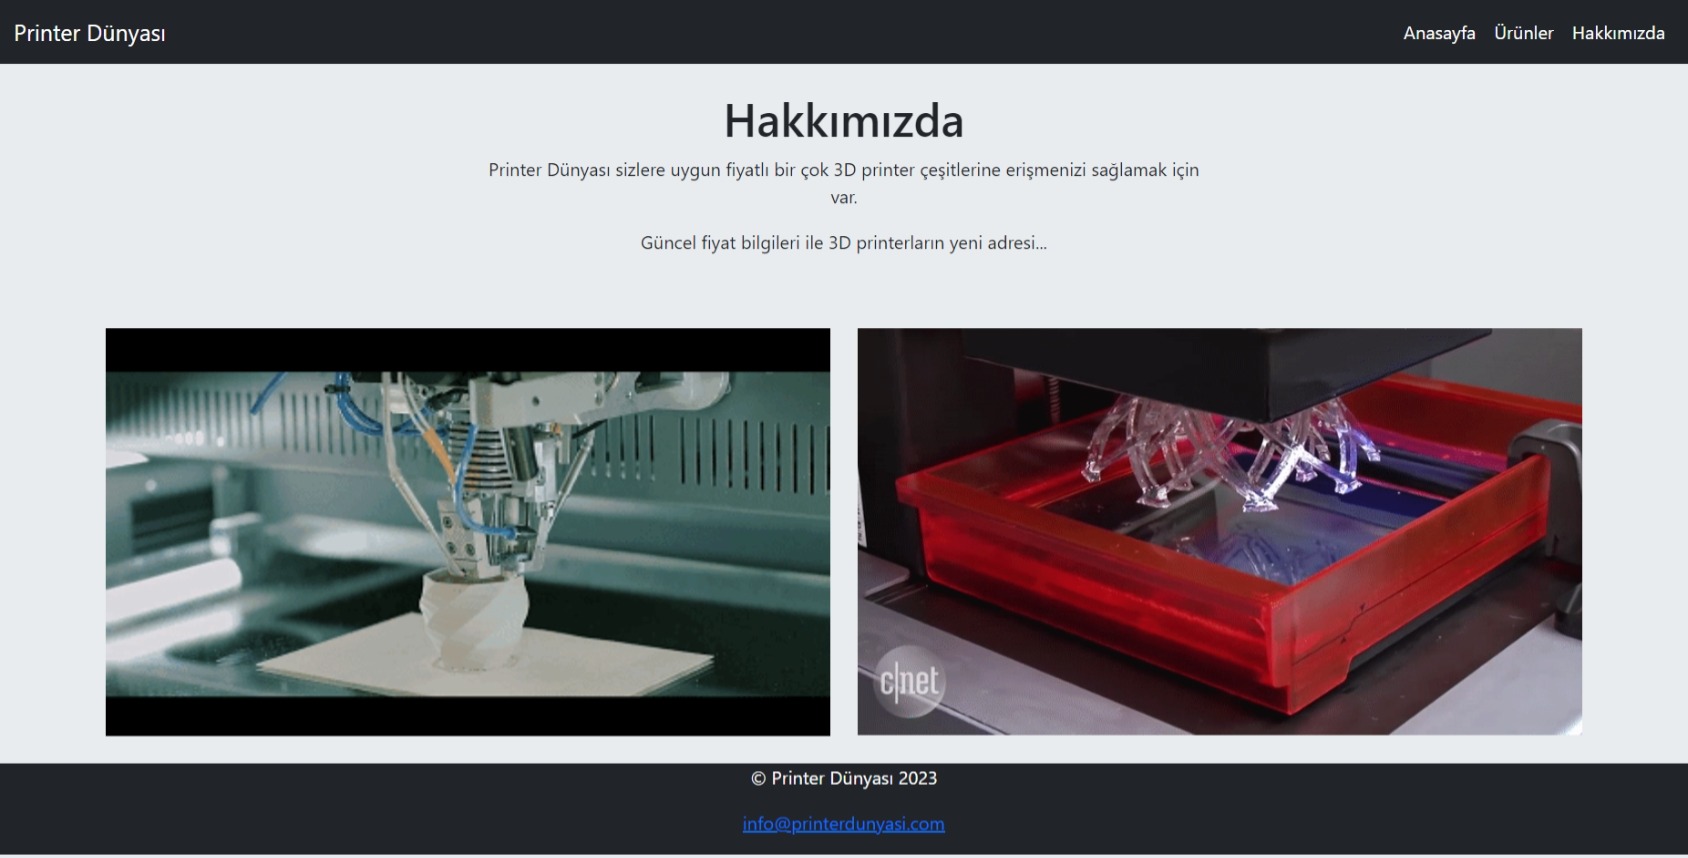 Printer Dünyası
Anasayfa Ürünler Hakkımızda
Hakkımızda
Printer Dünyası sizlere uygun fiyatlı bir çok 3D printer çeşitlerine erişmenizi sağlamak için
var.
Güncel fiyat bilgileri ile 3D printerların yeni adresi...
c|net
© Printer Dünyası 2023
info@printerdunyasi.com